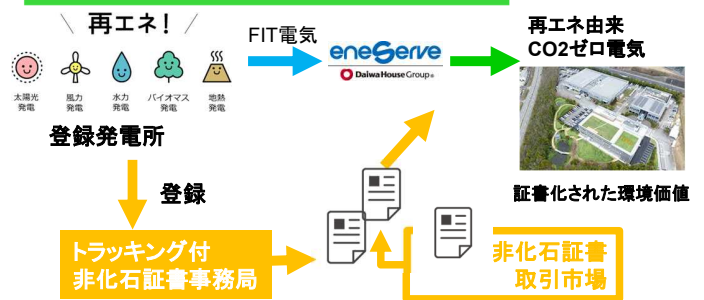 再エネ!
太陽光
発電
風力
発電
水力
発電
バイオマス
発電
地熱
発電
登録発電所
FIT電気
eneServe
Daiwa House Group®
再エネ由来
CO2ゼロ電気
登録
証書化された環境価値
トラッキング付
非化石証書事務局
非化石証書
取引市場